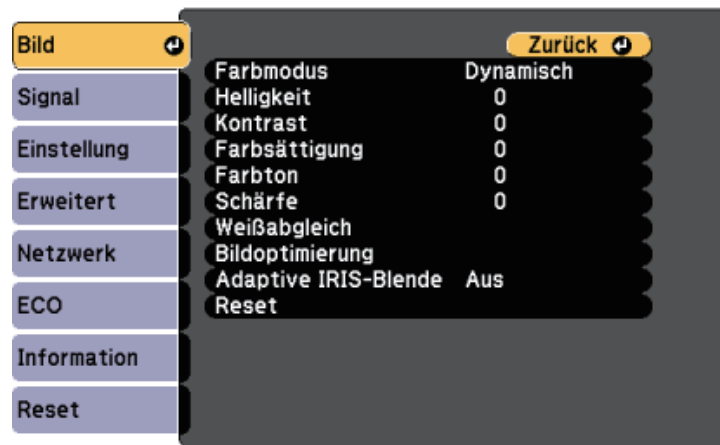 Bild
Signal
Einstellung
Erweitert
Netzwerk
ECO
Information
Reset
Zurück
Farbmodus Dynamisch
Helligkeit 0
Kontrast 0
Farbsättigung 0
Farbton 0
Schärfe 0
Weißabgleich
Bildoptimierung
Adaptive IRIS-Blende Aus
Reset